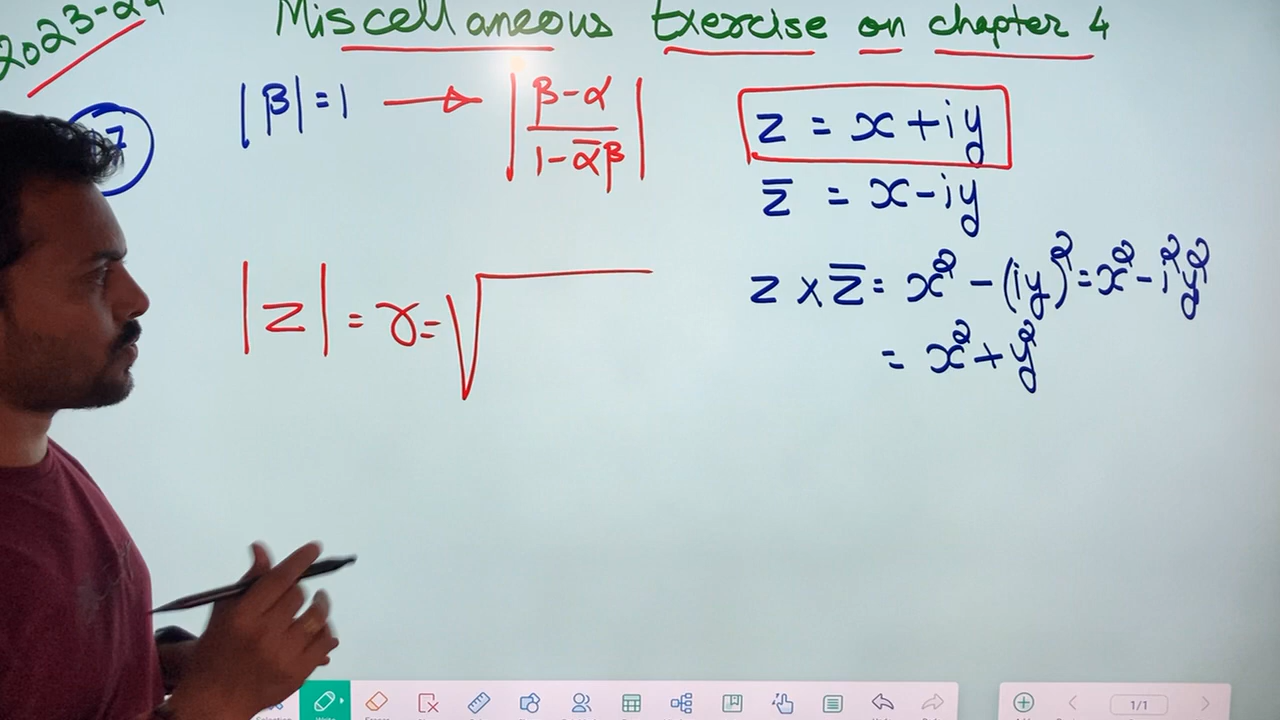 2023-24
Miscellaneous Exercise on chapter 4
7
|β| = 1 → |β-α / 1-ᾱβ|
z = x + iy
z̄ = x - iy
z × z̄ = x² - (iy)² = x² - i²y²
= x² + y²
|z| = r = √
1/1